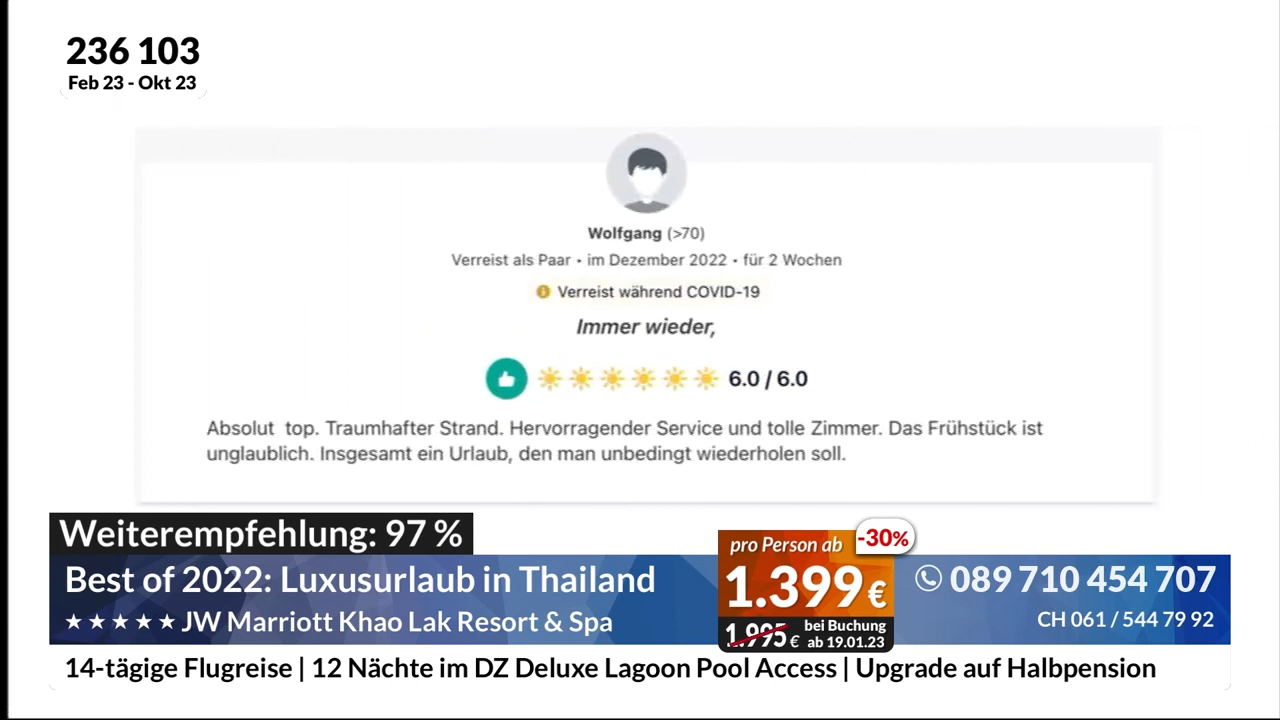 236 103
Feb 23 - Okt 23
Wolfgang (>70)
Verreist als Paar • im Dezember 2022 • für 2 Wochen
Verreist während COVID-19
Immer wieder,
6.0 / 6.0
Absolut top. Traumhafter Strand. Hervorragender Service und tolle Zimmer. Das Frühstück ist
unglaublich. Insgesamt ein Urlaub, den man unbedingt wiederholen soll.
Weiterempfehlung: 97 %
Best of 2022: Luxusurlaub in Thailand
★★★★★ JW Marriott Khao Lak Resort & Spa
pro Person ab
-30%
1.399 €
1.995 €
bei Buchung
ab 19.01.23
089 710 454 707
CH 061 / 544 79 92
14-tägige Flugreise | 12 Nächte im DZ Deluxe Lagoon Pool Access | Upgrade auf Halbpension